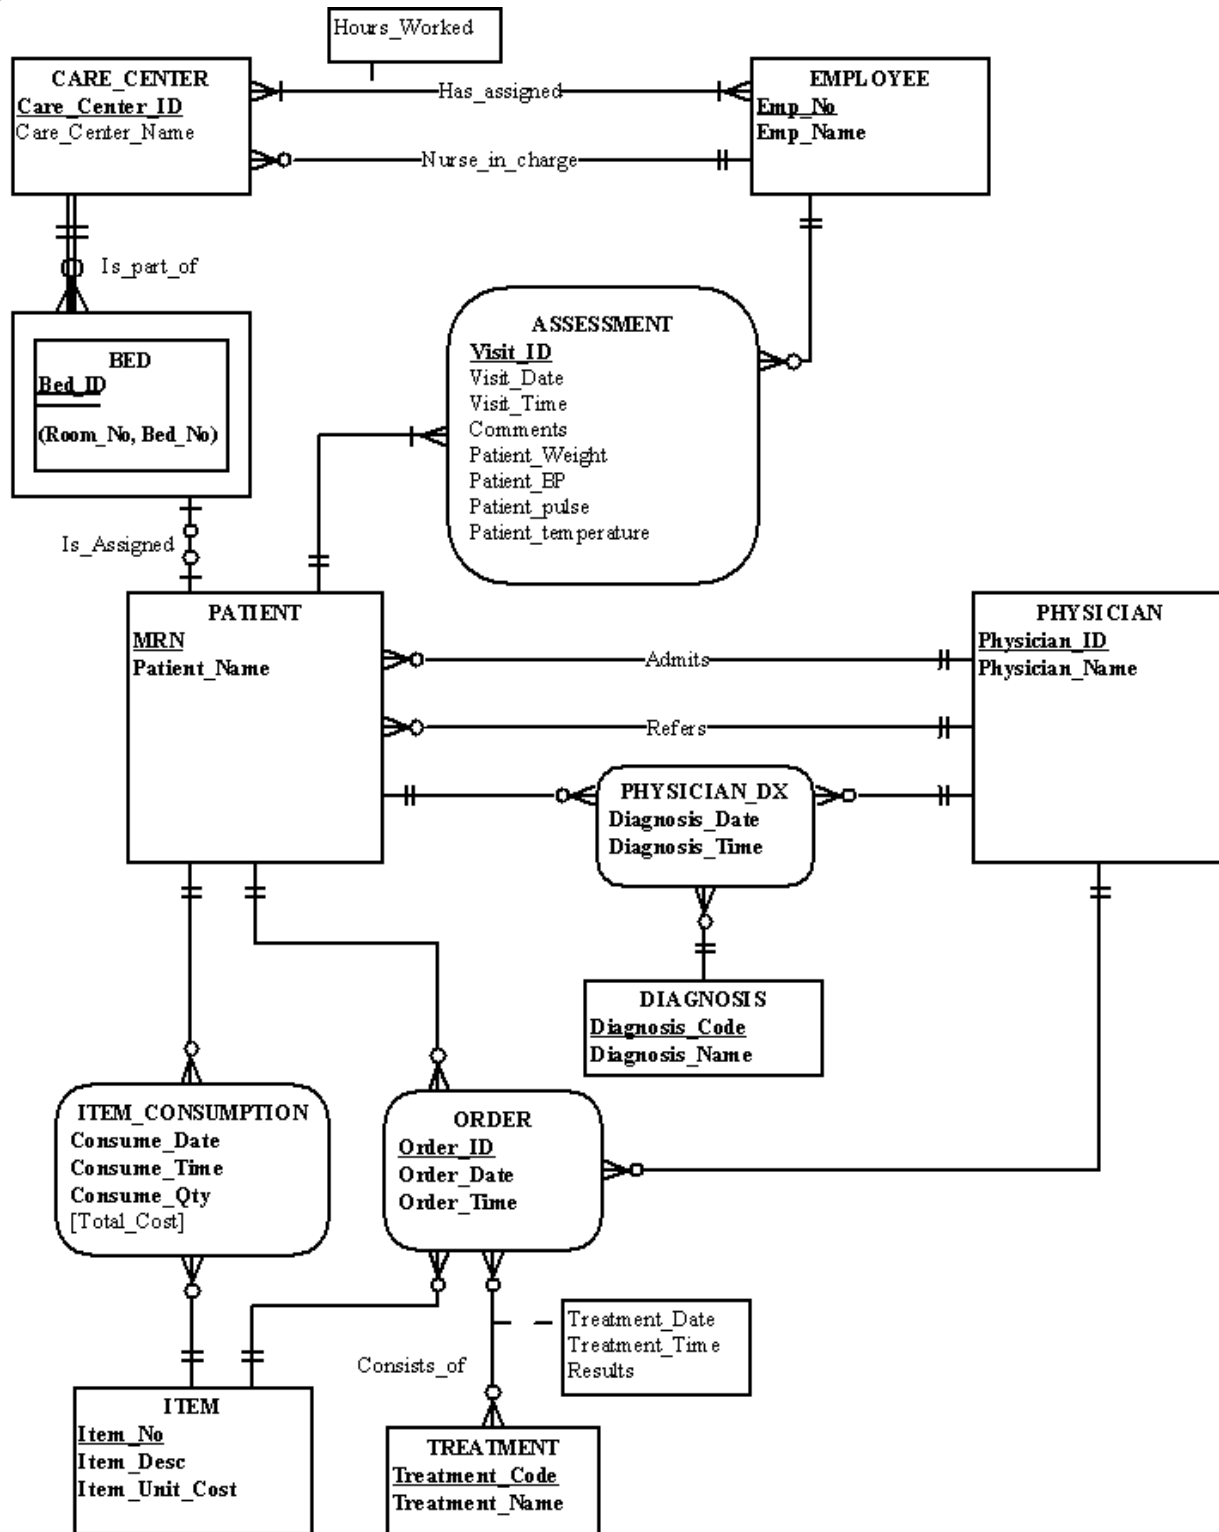 Hours_Worked
CARE_CENTER
Care_Center_ID
Care_Center_Name
Has_assigned
EMPLOYEE
Emp_No
Emp_Name
Nurse_in_charge
Is_part_of
BED
Bed_ID
(Room_No, Bed_No)
ASSESSMENT
Visit_ID
Visit_Date
Visit_Time
Comments
Patient_Weight
Patient_BP
Patient_pulse
Patient_temperature
Is_Assigned
PATIENT
MRN
Patient_Name
Admits
Refers
PHYSICIAN
Physician_ID
Physician_Name
PHYSICIAN_DX
Diagnosis_Date
Diagnosis_Time
DIAGNOSIS
Diagnosis_Code
Diagnosis_Name
ITEM_CONSUMPTION
Consume_Date
Consume_Time
Consume_Qty
[Total_Cost]
ORDER
Order_ID
Order_Date
Order_Time
Treatment_Date
Treatment_Time
Results
Consists_of
ITEM
Item_No
Item_Desc
Item_Unit_Cost
TREATMENT
Treatment_Code
Treatment_Name